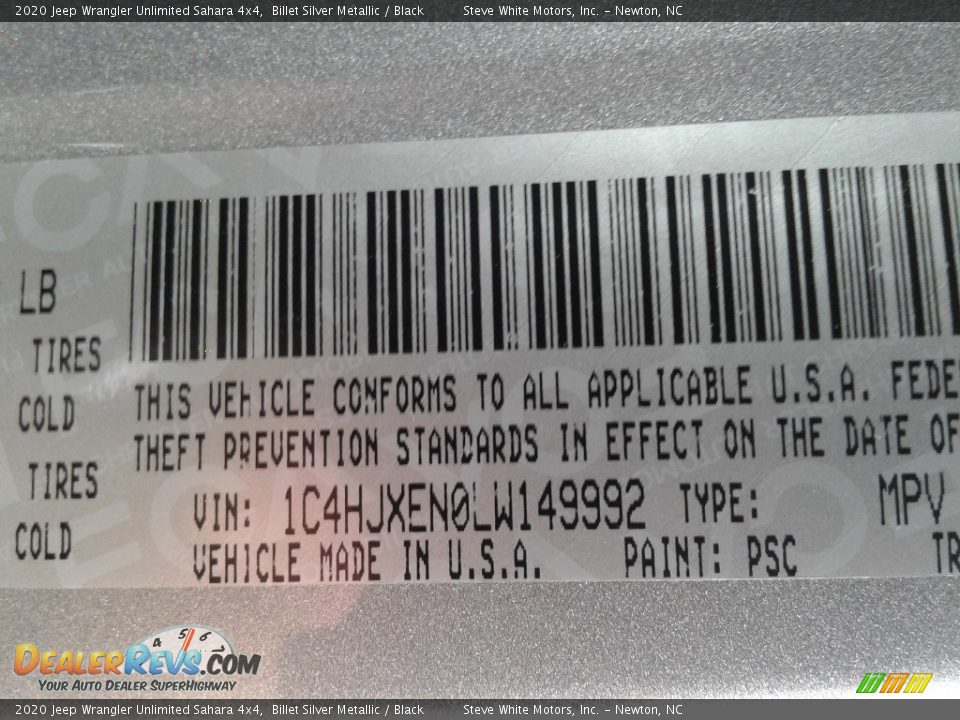 2020 Jeep Wrangler Unlimited Sahara 4x4, Billet Silver Metallic / Black Steve White Motors, Inc. - Newton, NC
LB
TIRES
COLD
TIRES
COLD
THIS VEHICLE CONFORMS TO ALL APPLICABLE U.S.A. FEDE
THEFT PREVENTION STANDARDS IN EFFECT ON THE DATE OF
VIN: 1C4HJXEN0LW149992 TYPE: MPV
VEHICLE MADE IN U.S.A. PAINT: PSC TR
4 5 6
DealerRevs.com
Your Auto Dealer SuperHighway
2020 Jeep Wrangler Unlimited Sahara 4x4, Billet Silver Metallic / Black Steve White Motors, Inc. - Newton, NC